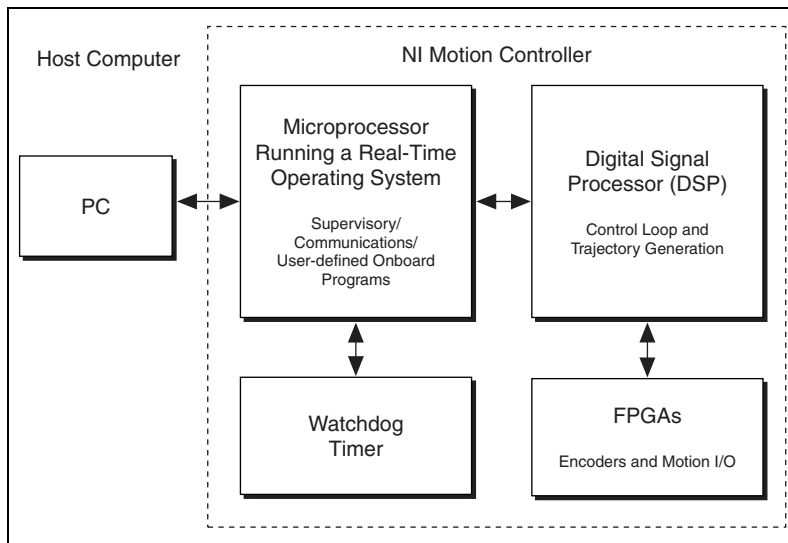 Host Computer
NI Motion Controller
PC
Microprocessor
Running a Real-Time
Operating System
Supervisory/
Communications/
User-defined Onboard
Programs
Digital Signal
Processor (DSP)
Control Loop and
Trajectory Generation
Watchdog
Timer
FPGAs
Encoders and Motion I/O